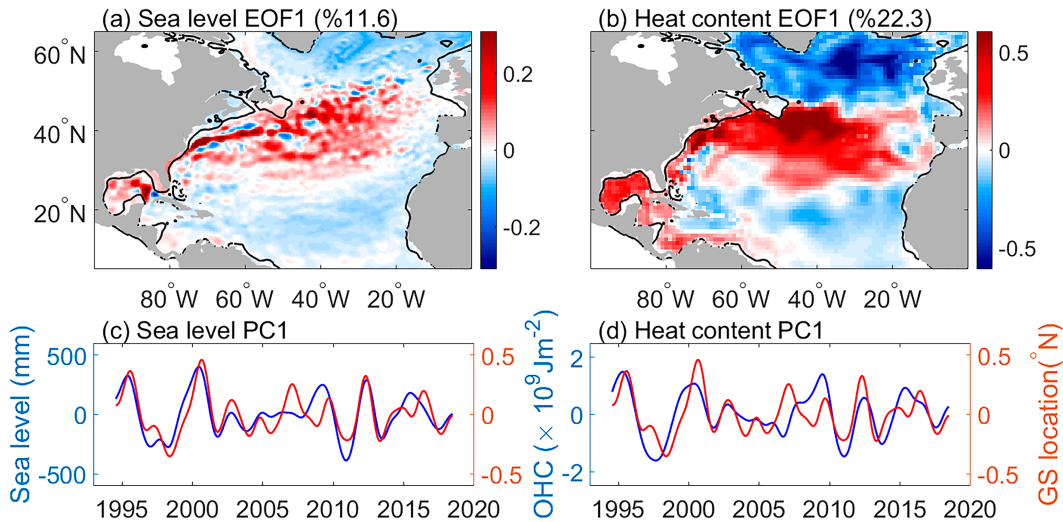 (a) Sea level EOF1 (%11.6)
(b) Heat content EOF1 (%22.3)
60°N
40°N
20°N
0.2
0
-0.2
0.5
0
-0.5
80°W 60°W 40°W 20°W
80°W 60°W 40°W 20°W
(c) Sea level PC1
(d) Heat content PC1
Sea level (mm)
500
0
-500
0.5
0
-0.5
OHC (× 10⁹ Jm⁻²)
2
0
-2
0.5
0
-0.5
GS location(°N)
1995 2000 2005 2010 2015 2020
1995 2000 2005 2010 2015 2020